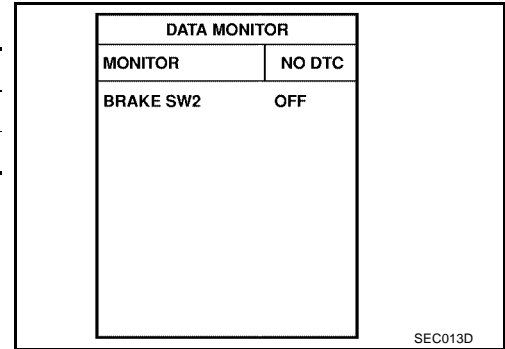 DATA MONITOR
MONITOR NO DTC
BRAKE SW2 OFF
SEC013D